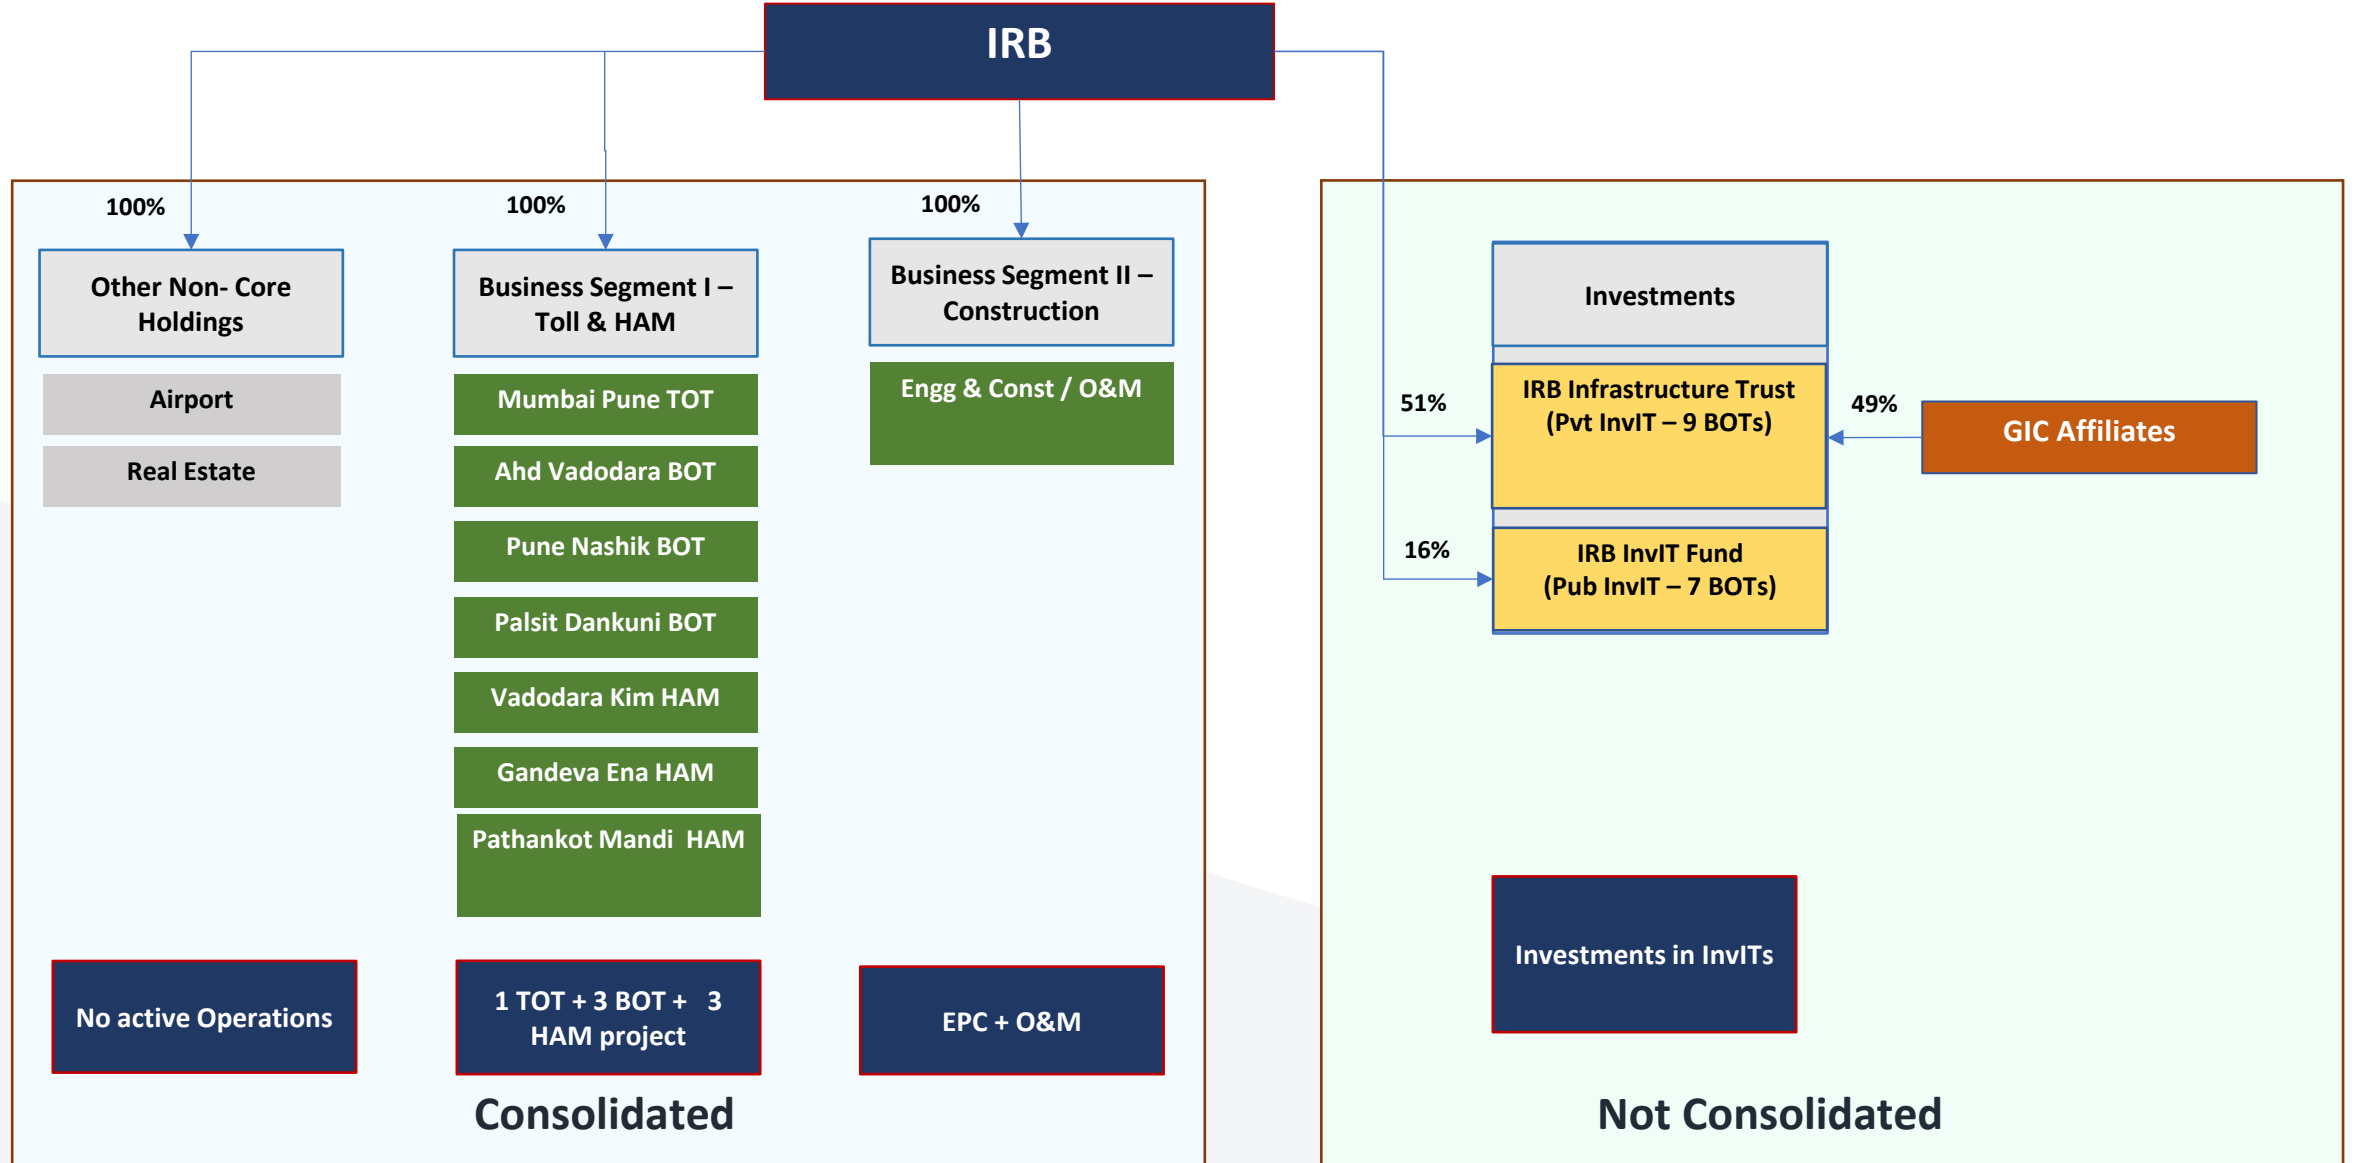 IRB
100%
Other Non- Core
Holdings
Airport
Real Estate
No active Operations
100%
Business Segment I –
Toll & HAM
Mumbai Pune TOT
Ahd Vadodara BOT
Pune Nashik BOT
Palsit Dankuni BOT
Vadodara Kim HAM
Gandeva Ena HAM
Pathankot Mandi  HAM
1 TOT + 3 BOT +   3
HAM project
100%
Business Segment II –
Construction
Engg & Const / O&M
EPC + O&M
Consolidated
Investments
51%
IRB Infrastructure Trust
(Pvt InvIT – 9 BOTs)
49%
GIC Affiliates
16%
IRB InvIT Fund
(Pub InvIT – 7 BOTs)
Investments in InvITs
Not Consolidated